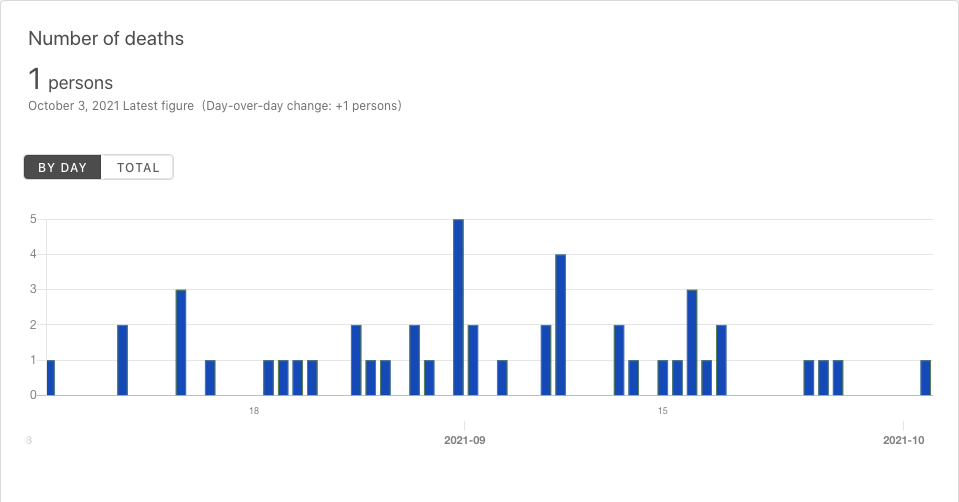 Number of deaths
1 persons
October 3, 2021 Latest figure (Day-over-day change: +1 persons)
BY DAY TOTAL
5
4
3
2
1
0
18 15
8 2021-09 2021-10